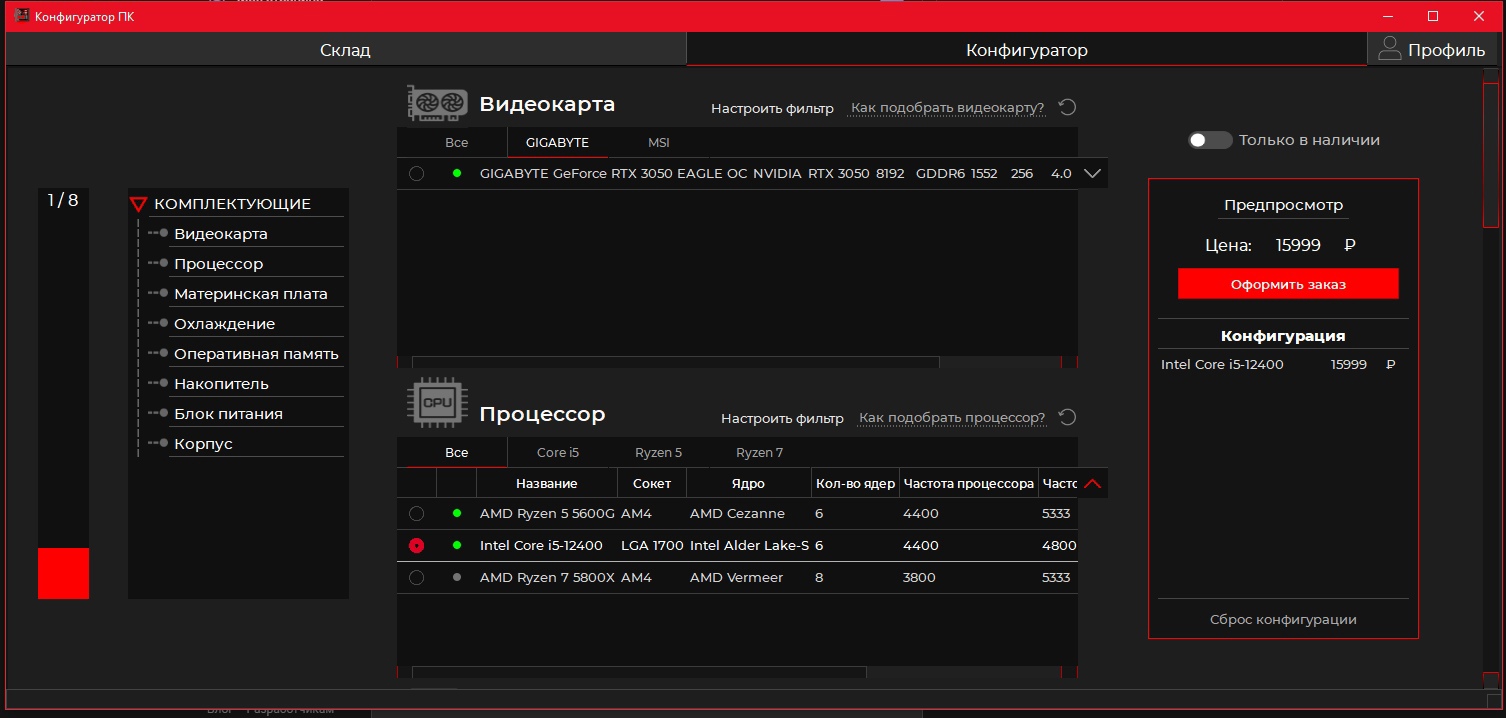 Конфигуратор ПК
Склад
Конфигуратор
Профиль
1 / 8
КОМПЛЕКТУЮЩИЕ
Видеокарта
Процессор
Материнская плата
Охлаждение
Оперативная память
Накопитель
Блок питания
Корпус
Видеокарта
Настроить фильтр
Как подобрать видеокарту?
Все GIGABYTE MSI
GIGABYTE GeForce RTX 3050 EAGLE OC NVIDIA RTX 3050 8192 GDDR6 1552 256 4.0
CPU
Процессор
Настроить фильтр
Как подобрать процессор?
Все Core i5 Ryzen 5 Ryzen 7
Название Сокет Ядро Кол-во ядер Частота процессора Часто
AMD Ryzen 5 5600G AM4 AMD Cezanne 6 4400 5333
Intel Core i5-12400 LGA 1700 Intel Alder Lake-S 6 4400 4800
AMD Ryzen 7 5800X AM4 AMD Vermeer 8 3800 5333
Только в наличии
Предпросмотр
Цена: 15999 ₽
Оформить заказ
Конфигурация
Intel Core i5-12400 15999 ₽
Сброс конфигурации